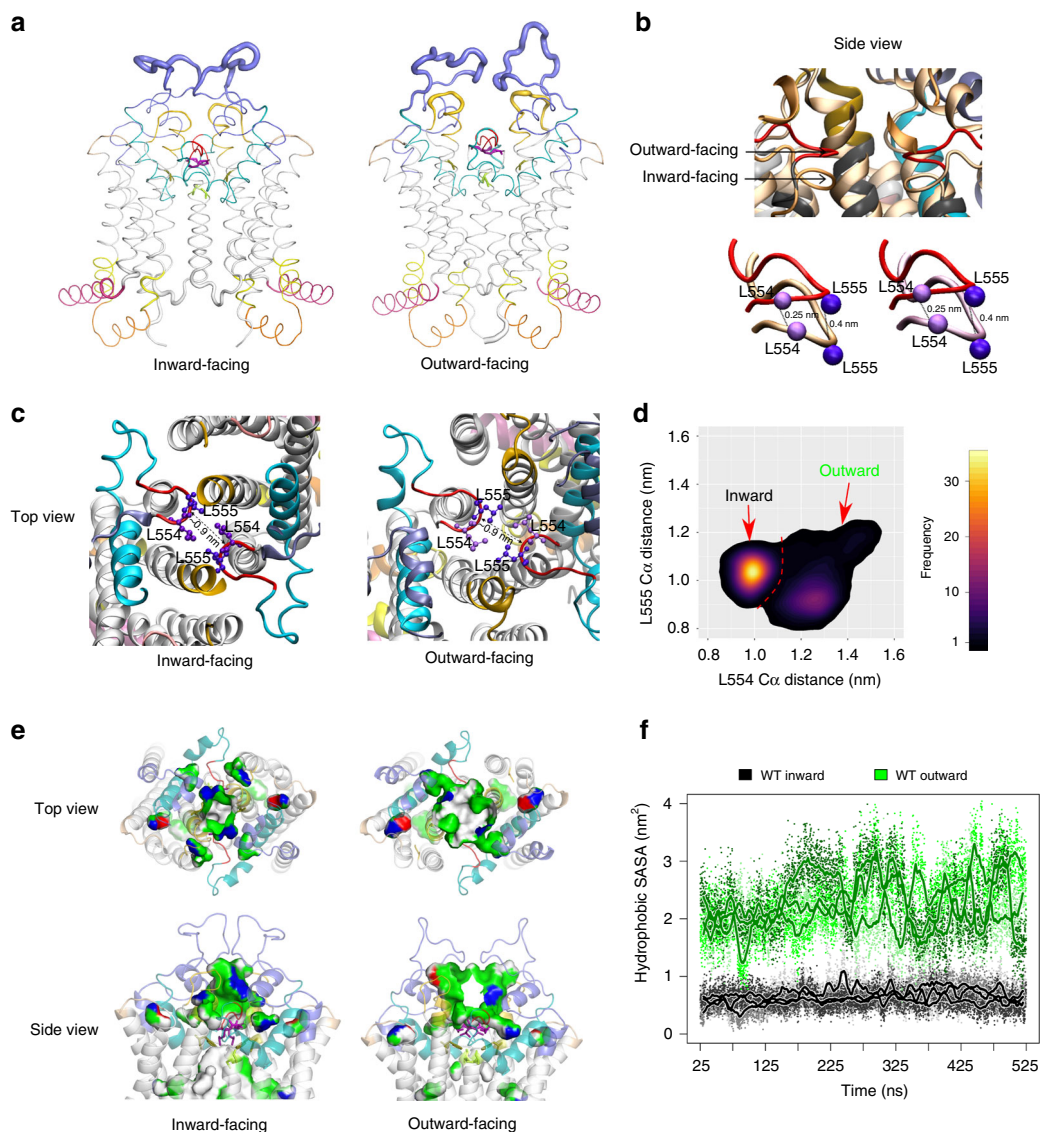 a
Inward-facing
Outward-facing
b
Side view
Outward-facing
Inward-facing
L554
L555
0.25 nm
0.4 nm
L554
L555
L554
L555
0.25 nm
0.4 nm
L554
L555
c
Top view
L555
L554
L554
~0.9 nm
L555
Inward-facing
L555
L554
~0.9 nm
L554
L555
Outward-facing
d
L555 Cα distance (nm)
1.6
1.4
1.2
1.0
0.8
Inward
Outward
0.8
1.0
1.2
1.4
1.6
L554 Cα distance (nm)
Frequency
30
20
10
1
e
Top view
Side view
Inward-facing
Outward-facing
f
WT inward
WT outward
Hydrophobic SASA (nm²)
4
3
2
1
0
25
125
225
325
425
525
Time (ns)